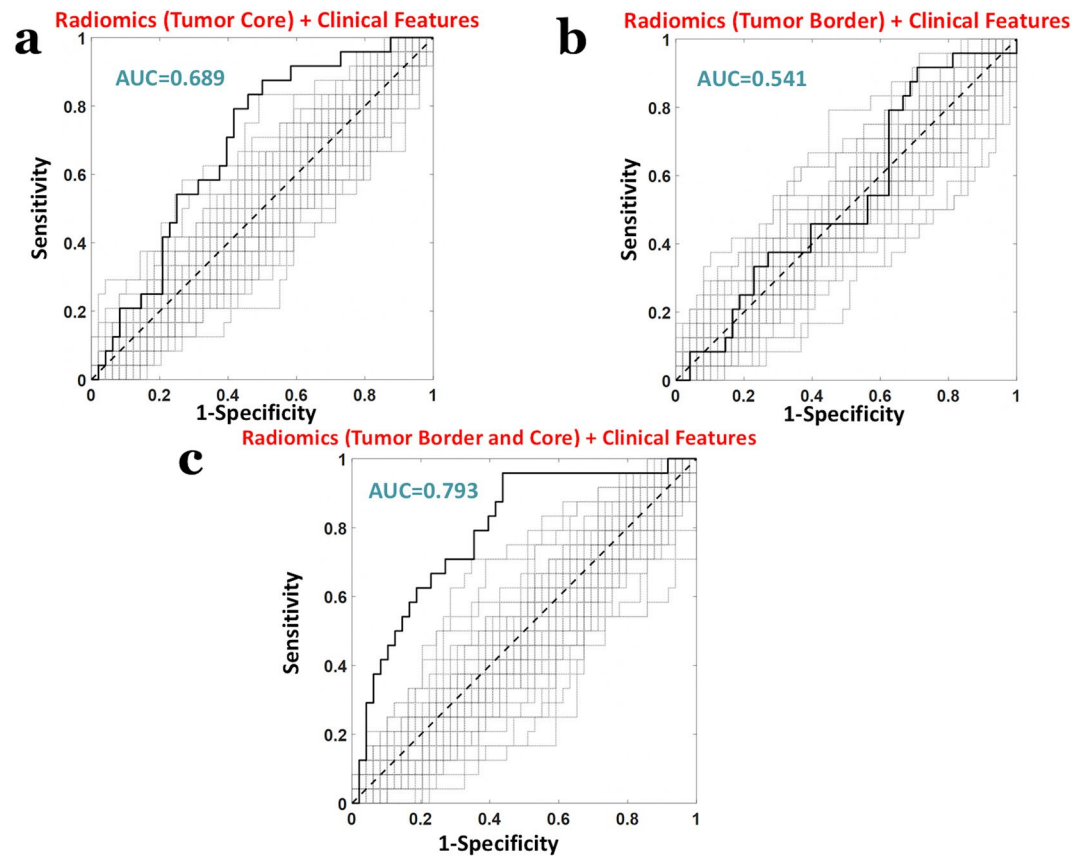 Radiomics (Tumor Core) + Clinical Features
a
AUC=0.689
Sensitivity
1
0.8
0.6
0.4
0.2
0
0 0.2 0.4 0.6 0.8 1
1-Specificity
Radiomics (Tumor Border) + Clinical Features
b
AUC=0.541
Sensitivity
1
0.8
0.6
0.4
0.2
0
0 0.2 0.4 0.6 0.8 1
1-Specificity
Radiomics (Tumor Border and Core) + Clinical Features
c
AUC=0.793
Sensitivity
1
0.8
0.6
0.4
0.2
0
0 0.2 0.4 0.6 0.8 1
1-Specificity